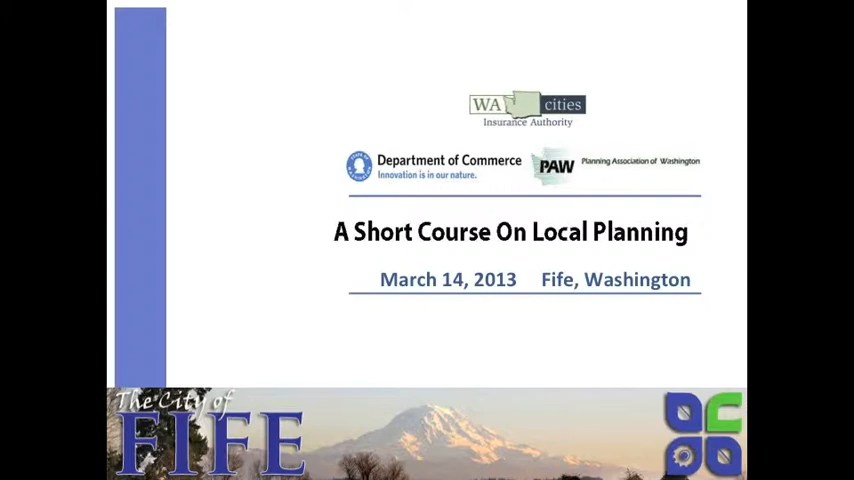 WA cities
Insurance Authority
Department of Commerce
Innovation is in our nature.
PAW
Planning Association of Washington
A Short Course On Local Planning
March 14, 2013 Fife, Washington
The City of
FIFE